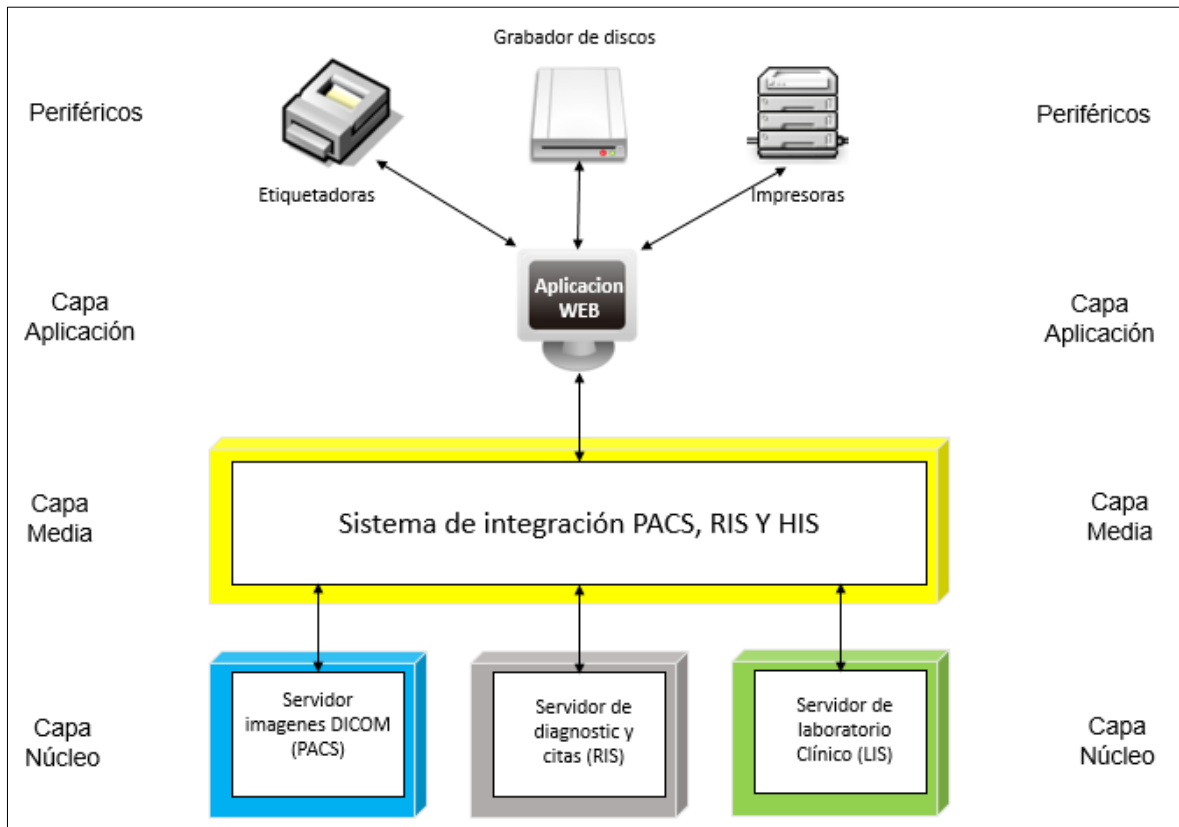 Grabador de discos
Periféricos
Periféricos
Etiquetadoras
Impresoras
Aplicacion
WEB
Capa
Aplicación
Capa
Aplicación
Capa
Media
Sistema de integración PACS, RIS Y HIS
Capa
Media
Capa
Núcleo
Servidor
imagenes DICOM
(PACS)
Servidor de
diagnostic y
citas (RIS)
Servidor de
laboratorio
Clínico (LIS)
Capa
Núcleo